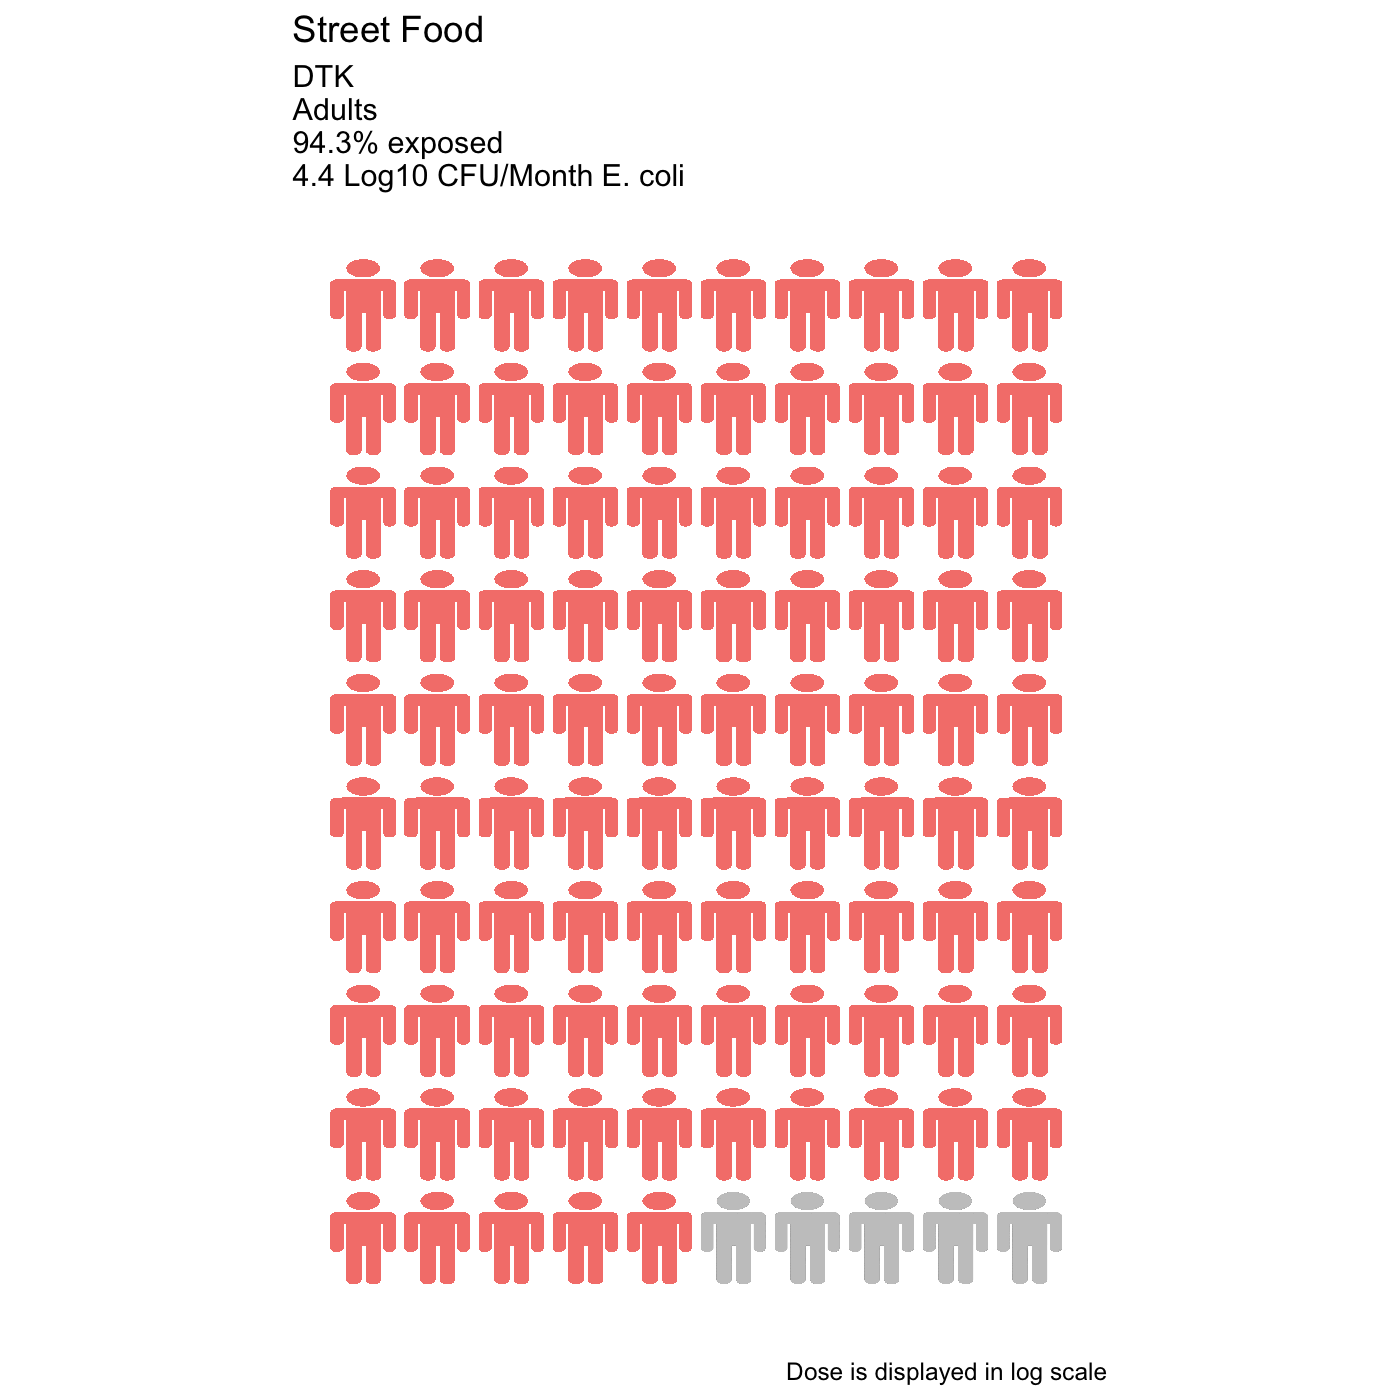 Street Food
DTK
Adults
94.3% exposed
4.4 Log10 CFU/Month E. coli
Dose is displayed in log scale